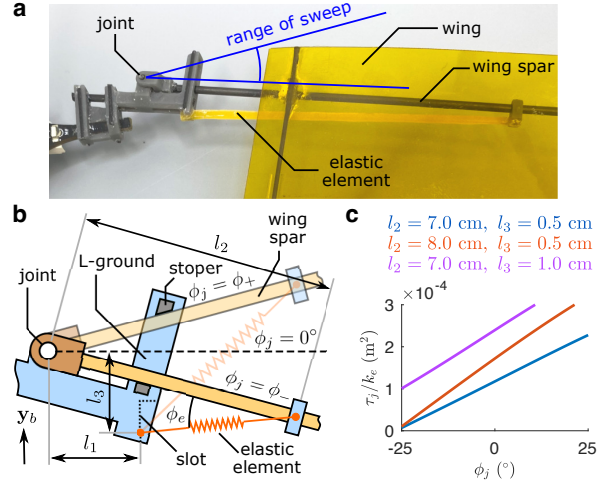 a
joint
range of sweep
wing
wing spar
elastic
element
b
l₂
wing
spar
L-ground
stoper
joint
ϕⱼ = ϕ₊
ϕⱼ = 0°
ϕⱼ = ϕ₋
l₃
ϕₑ
y_b
l₁
slot
elastic
element
c
l₂ = 7.0 cm, l₃ = 0.5 cm
l₂ = 8.0 cm, l₃ = 0.5 cm
l₂ = 7.0 cm, l₃ = 1.0 cm
×10⁻⁴
τⱼ/kₑ (m²)
3
2
1
0
-25 0 25
ϕⱼ (°)